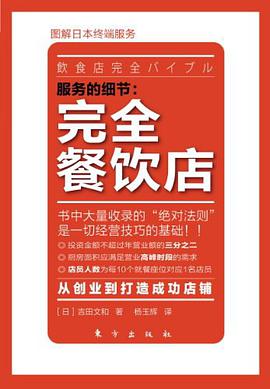 图解日本终端服务
飲食店完全バイブル
服务的细节:
完全
餐饮店
书中大量收录的“绝对法则”
是一切经营技巧的基础！！
◎投资金额不超过年营业额的三分之二
◎厨房面积应满足营业高峰时段的需求
◎店员人数为每10个就餐座位对应1名店员
从创业到打造成功店铺
[日] 吉田文和 著 杨玉辉 译
東方出版社